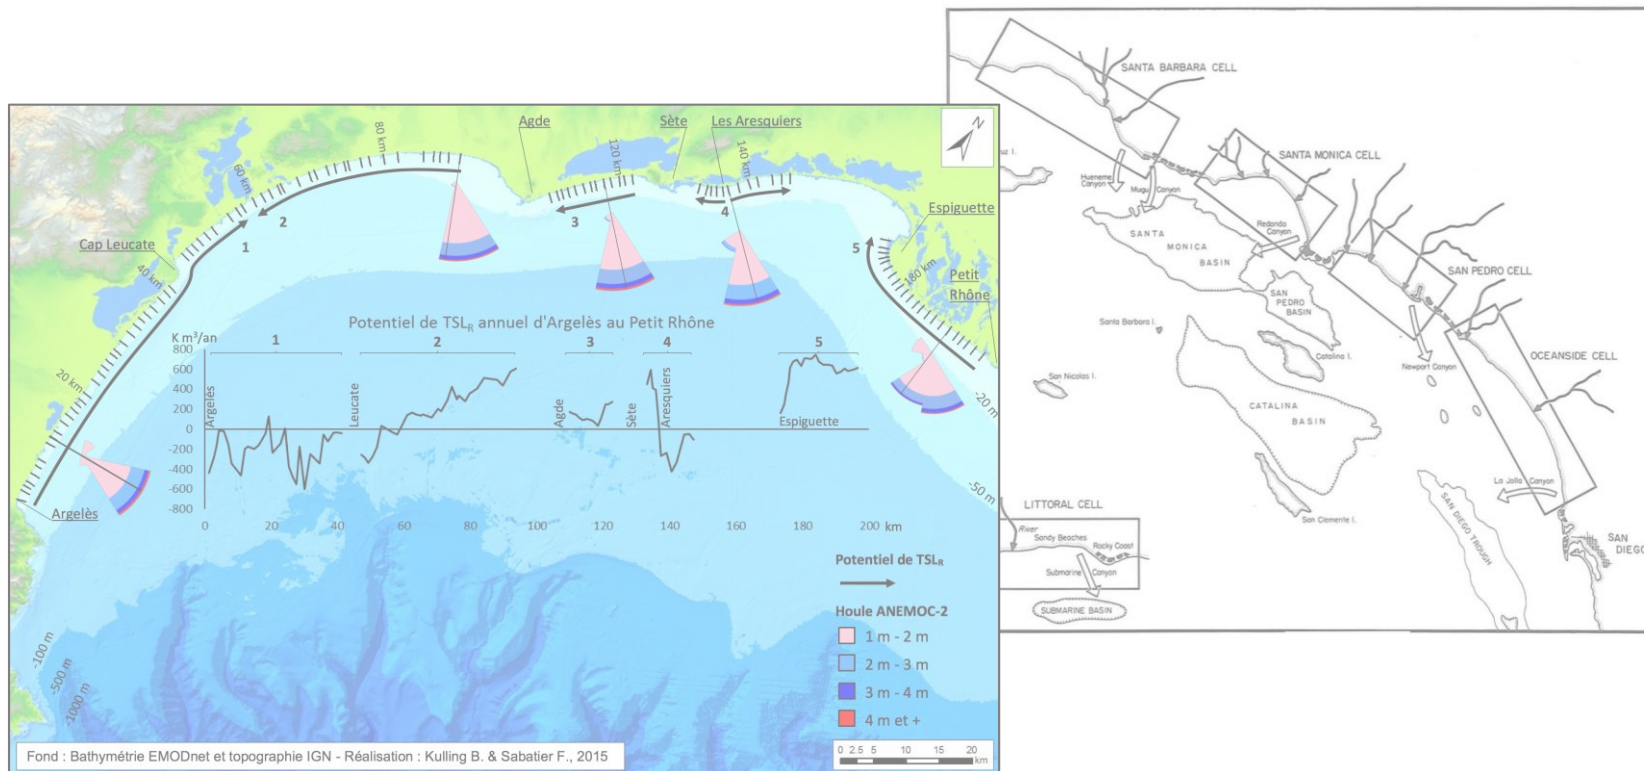 Agde
Sète
Les Aresquiers
N
80 km
120 km
140 km
60 km
Espiguette
Cap Leucate
1
2
3
4
5
40 km
180 km
Petit
Rhône
Potentiel de TSLR annuel d'Argelès au Petit Rhône
K m³/an
1
2
3
4
5
800
600
400
200
0
-200
-400
-600
-800
Argelès
Leucate
Agde
Sète
Aresquiers
Espiguette
20 km
-20 m
-50 m
Argelès
0
20
40
60
80
100
120
140
160
180
200 km
Potentiel de TSLR
Houle ANEMOC-2
1 m - 2 m
2 m - 3 m
3 m - 4 m
4 m et +
-100 m
-500 m
-1000 m
0 2.5 5 10 15 20
km
Fond : Bathymétrie EMODnet et topographie IGN - Réalisation : Kulling B. & Sabatier F., 2015
SANTA BARBARA CELL
SANTA MONICA CELL
uz I.
Hueneme
Canyon
Mugu Canyon
Redondo
Canyon
SANTA
MONICA
BASIN
SAN PEDRO CELL
SAN
PEDRO
BASIN
Santa Barbara I.
Catalina I.
San Nicolas I.
Newport Canyon
OCEANSIDE CELL
CATALINA
BASIN
La Jolla Canyon
San Clemente I.
SAN DIEGO TROUGH
SAN
DIEGO
LITTORAL CELL
River
Sandy Beaches
Rocky Coast
Submarine Canyon
SUBMARINE BASIN